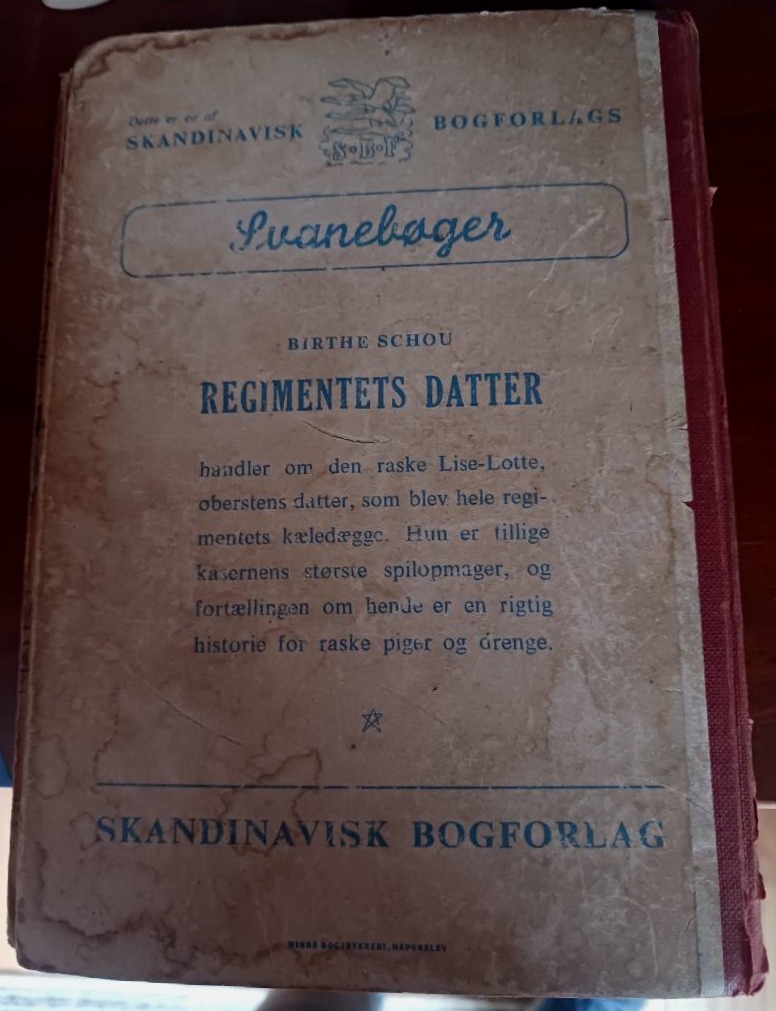 Dette er en af
SKANDINAVISK BOGFORLAGS
S·B·F
Svanebøger
BIRTHE SCHOU
REGIMENTETS DATTER
handler om den raske Lise-Lotte,
oberstens datter, som blev hele regi-
mentets kæledægge. Hun er tillige
kasernens største spilopmager, og
fortællingen om hende er en rigtig
historie for raske piger og drenge.
SKANDINAVISK BOGFORLAG
BOGTRYKKERI, HADERSLEV